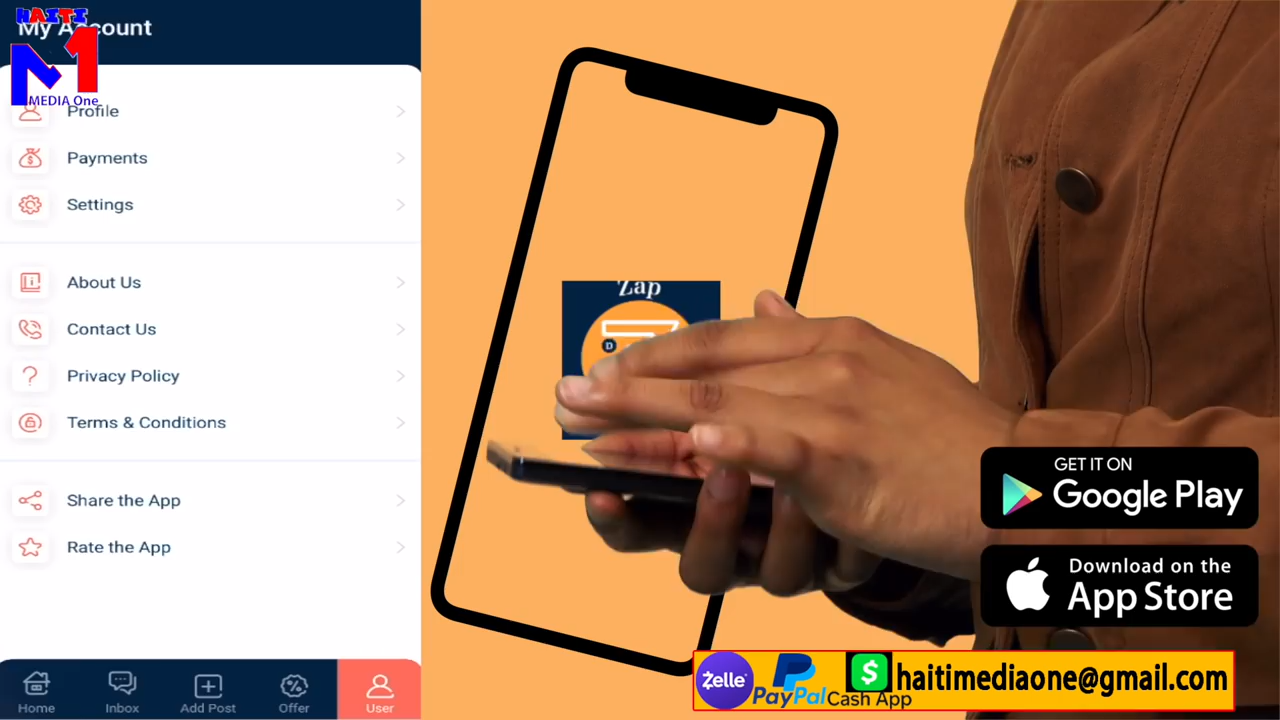 HAITI
My Account
M1
MEDIA One
Profile
Payments
Settings
About Us
Contact Us
Privacy Policy
Terms & Conditions
Share the App
Rate the App
Home
Inbox
Add Post
Offer
User
Zap
D
GET IT ON
Google Play
Download on the
App Store
Zelle
PayPal
$
Cash App
haitimediaone@gmail.com